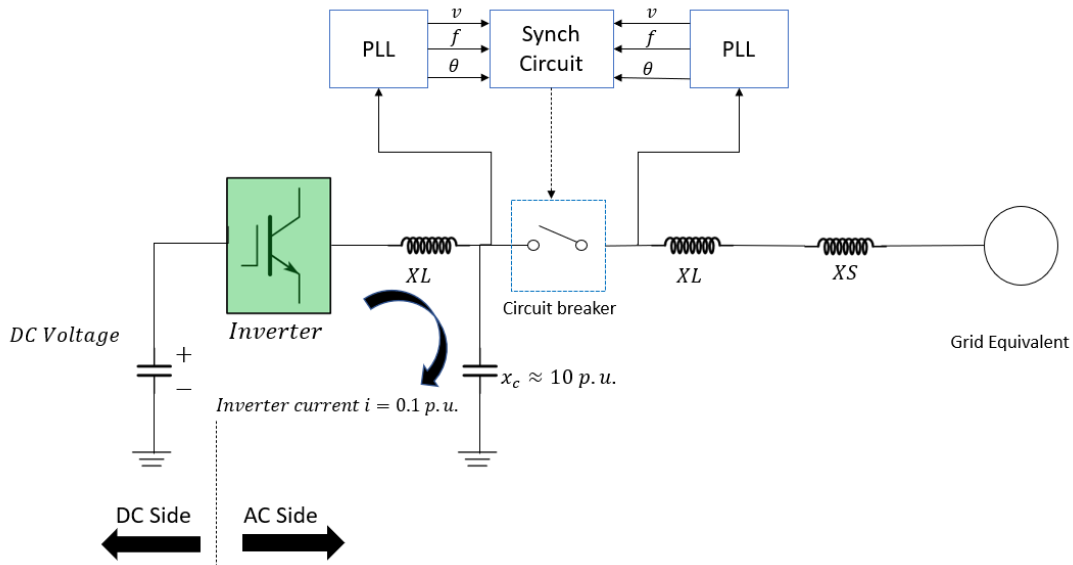 PLL
v
f
θ
Synch
Circuit
v
f
θ
PLL
XL
XL
XS
Circuit breaker
Inverter
DC Voltage
+
−
Grid Equivalent
x_c ≈ 10 p.u.
Inverter current i = 0.1 p.u.
DC Side
AC Side